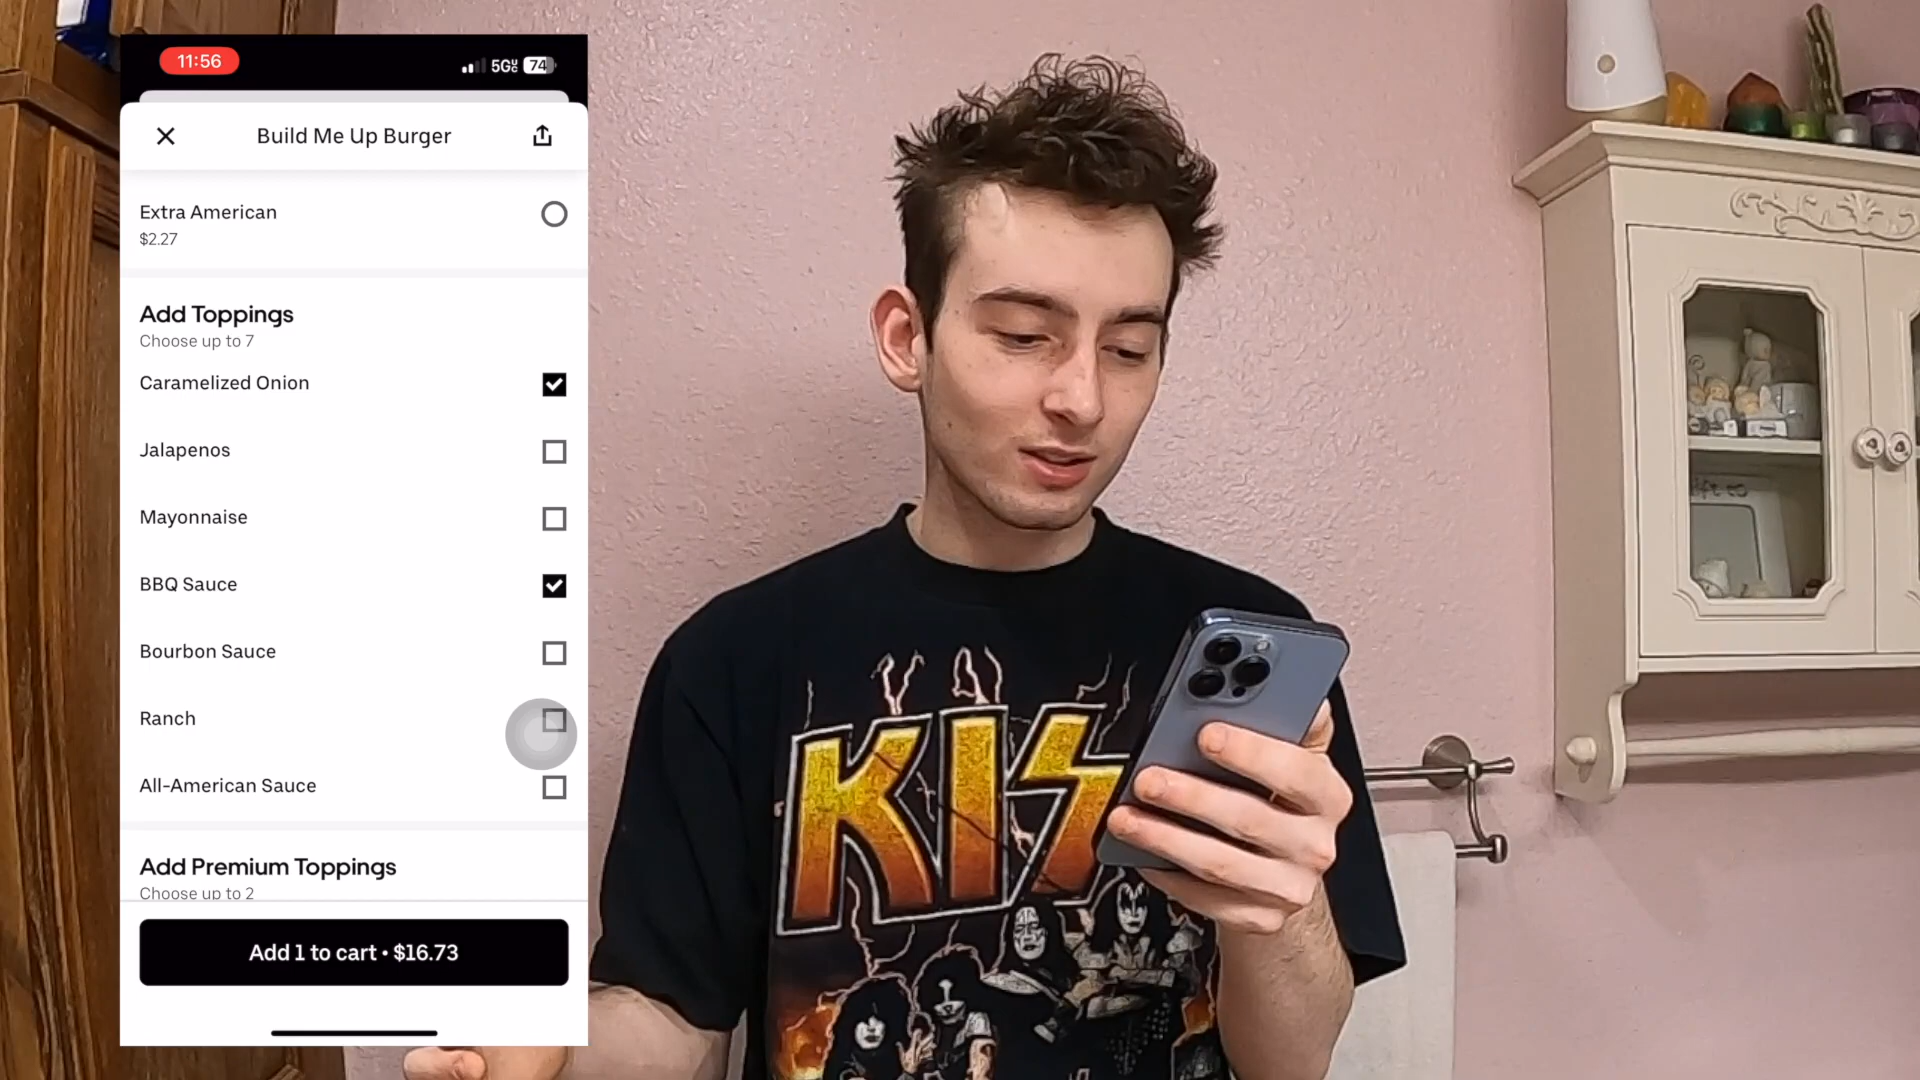 11:56
5G 74
Build Me Up Burger
Extra American
$2.27
Add Toppings
Choose up to 7
Caramelized Onion
Jalapenos
Mayonnaise
BBQ Sauce
Bourbon Sauce
Ranch
All-American Sauce
Add Premium Toppings
Choose up to 2
Add 1 to cart • $16.73
KIS